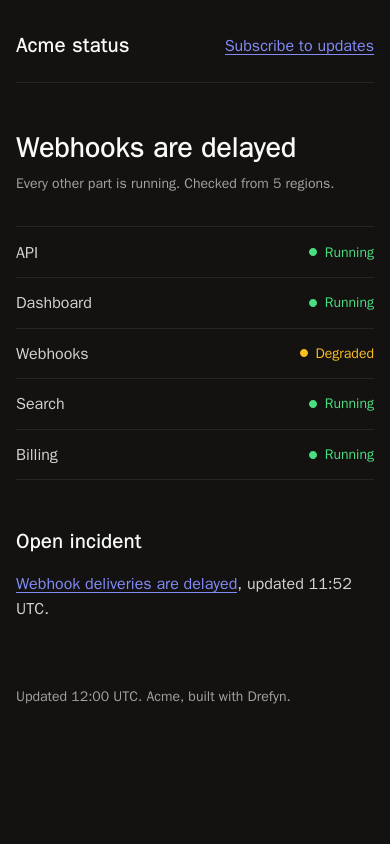 Acme status
Subscribe to updates
Webhooks are delayed
Every other part is running. Checked from 5 regions.
API
Running
Dashboard
Running
Webhooks
Degraded
Search
Running
Billing
Running
Open incident
Webhook deliveries are delayed, updated 11:52
UTC.
Updated 12:00 UTC. Acme, built with Drefyn.